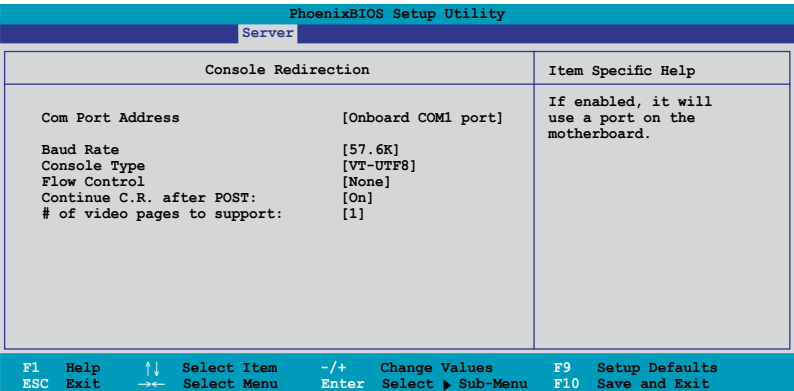 PhoenixBIOS Setup Utility
Server
Console Redirection
Item Specific Help
Com Port Address [Onboard COM1 port]
Baud Rate [57.6K]
Console Type [VT-UTF8]
Flow Control [None]
Continue C.R. after POST: [On]
# of video pages to support: [1]
If enabled, it will
use a port on the
motherboard.
F1 Help ↑↓ Select Item -/+ Change Values F9 Setup Defaults
ESC Exit →← Select Menu Enter Select ▶ Sub-Menu F10 Save and Exit